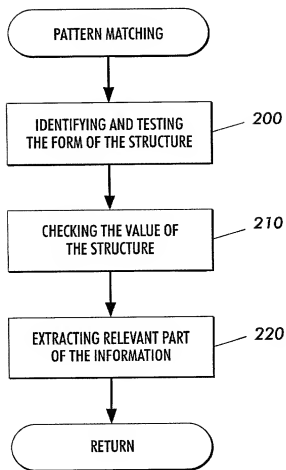 PATTERN MATCHING
IDENTIFYING AND TESTING
THE FORM OF THE STRUCTURE
200
CHECKING THE VALUE OF
THE STRUCTURE
210
EXTRACTING RELEVANT PART
OF THE INFORMATION
220
RETURN